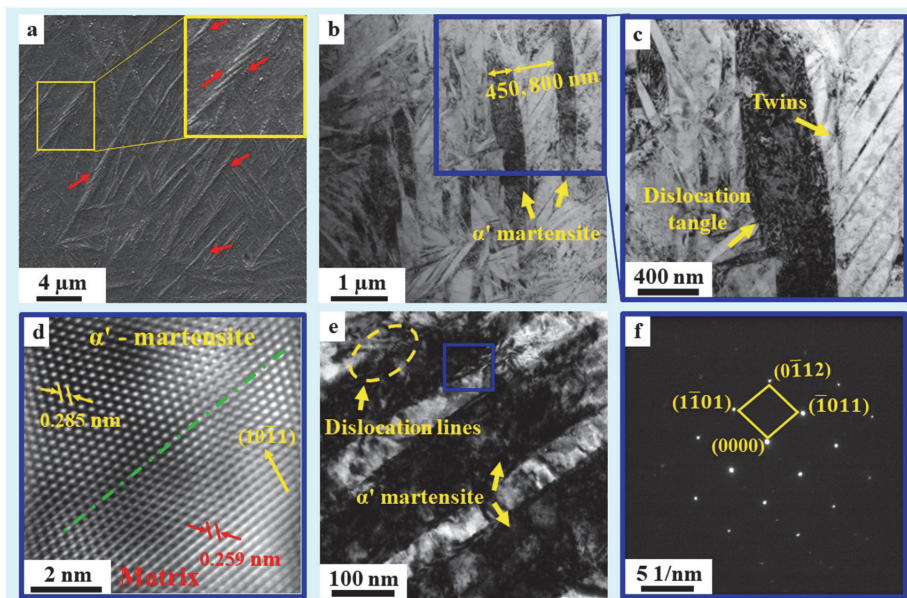 a
4 μm
b
450, 800 nm
α' martensite
1 μm
c
Twins
Dislocation
tangle
400 nm
d
α' - martensite
0.285 nm
(101̅1)
0.259 nm
Matrix
2 nm
e
Dislocation lines
α' martensite
100 nm
f
(01̅12)
(11̅01)
(1̅011)
(0000)
5 1/nm